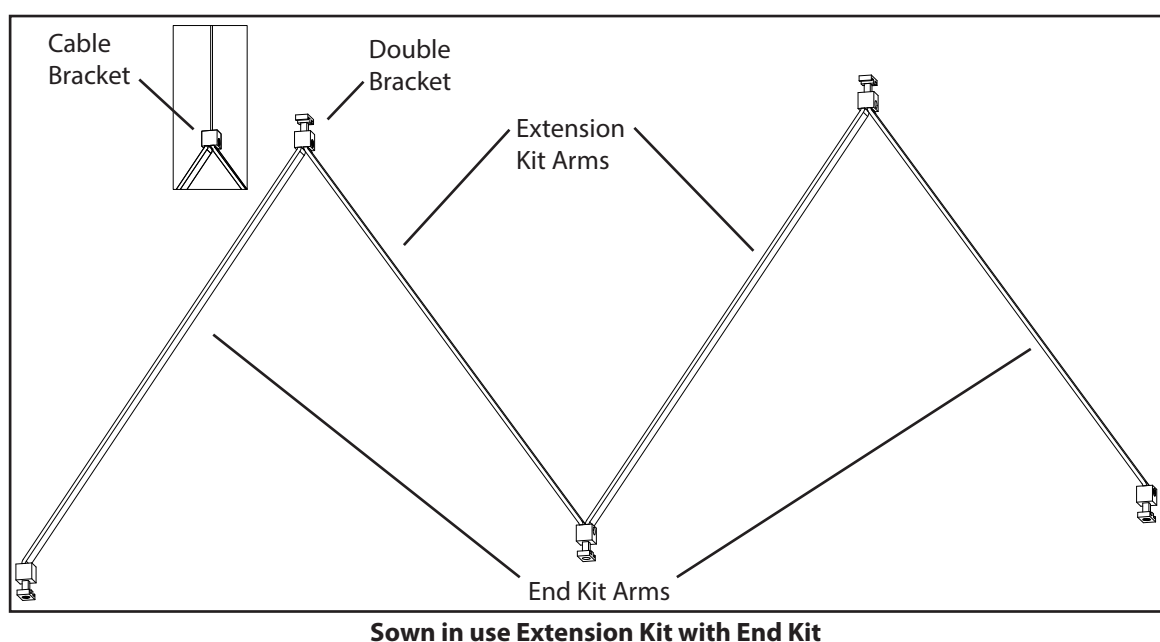 Cable
Bracket
Double
Bracket
Extension
Kit Arms
End Kit Arms
Sown in use Extension Kit with End Kit